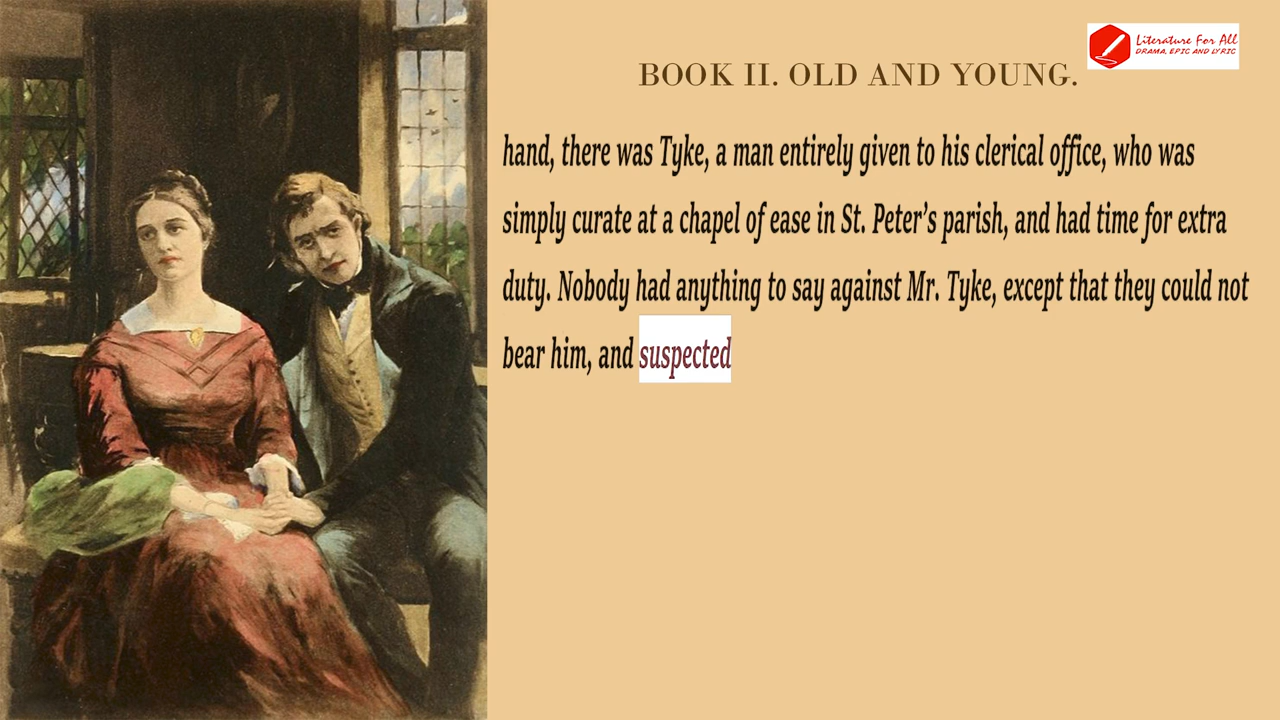 Literature For All
DRAMA, EPIC AND LYRIC
BOOK II. OLD AND YOUNG.
hand, there was Tyke, a man entirely given to his clerical office, who was
simply curate at a chapel of ease in St. Peter’s parish, and had time for extra
duty. Nobody had anything to say against Mr. Tyke, except that they could not
bear him, and suspected